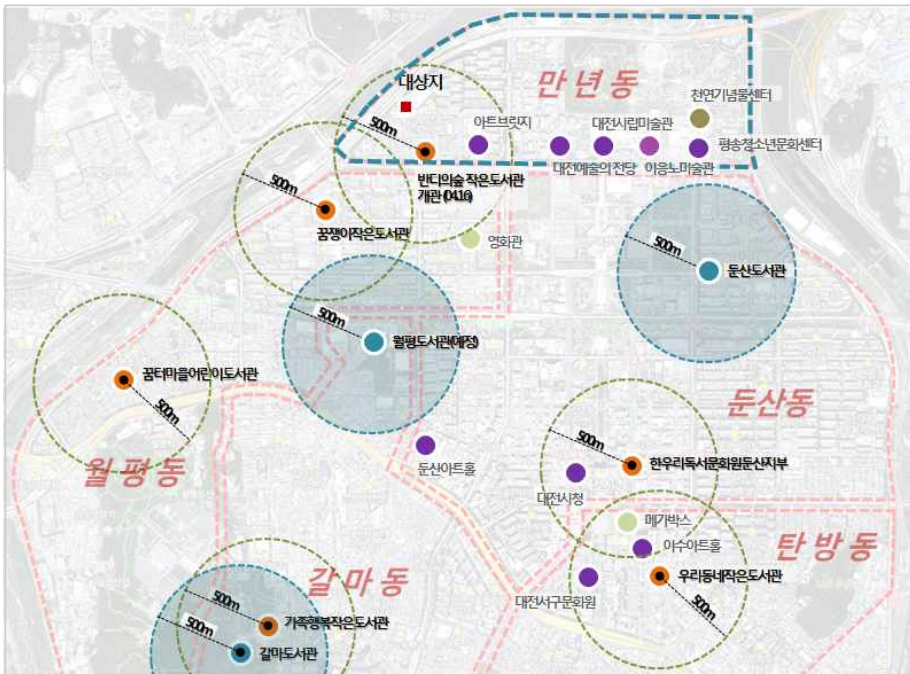 대상지
만년동
천연기념물센터
500m
아트브릿지
대전시립미술관
평송청소년문화센터
대전예술의 전당
이응노미술관
반디의숲 작은도서관
개관 (04.16)
500m
꿈쟁이작은도서관
영화관
500m
둔산도서관
500m
월평도서관(예정)
꿈터마을어린이도서관
500m
둔산동
월평동
둔산아트홀
500m
한우리독서문화원둔산지부
대전시청
메가박스
이수아트홀
탄방동
갈마동
대전서구문화원
우리동네작은도서관
500m
500m
가족행복작은도서관
500m
갈마도서관